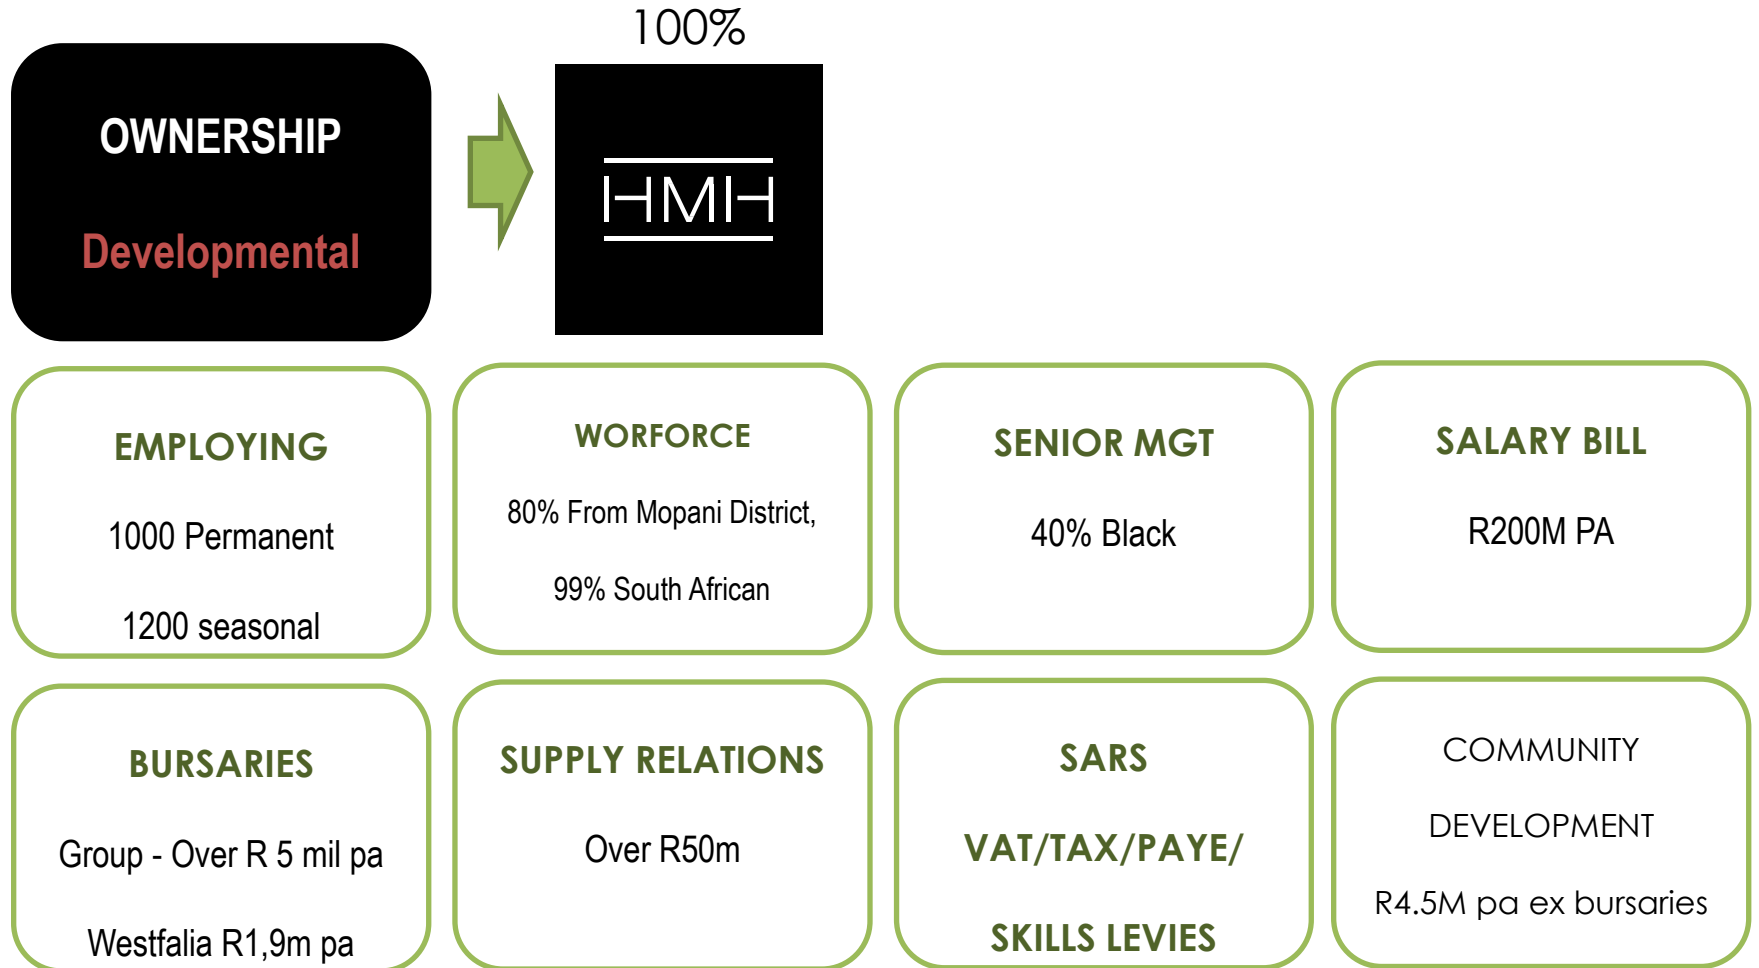 100%
OWNERSHIP
Developmental
HMH
EMPLOYING
1000 Permanent
1200 seasonal
WORFORCE
80% From Mopani District,
99% South African
SENIOR MGT
40% Black
SALARY BILL
R200M PA
BURSARIES
Group - Over R 5 mil pa
Westfalia R1,9m pa
SUPPLY RELATIONS
Over R50m
SARS
VAT/TAX/PAYE/
SKILLS LEVIES
COMMUNITY
DEVELOPMENT
R4.5M pa ex bursaries